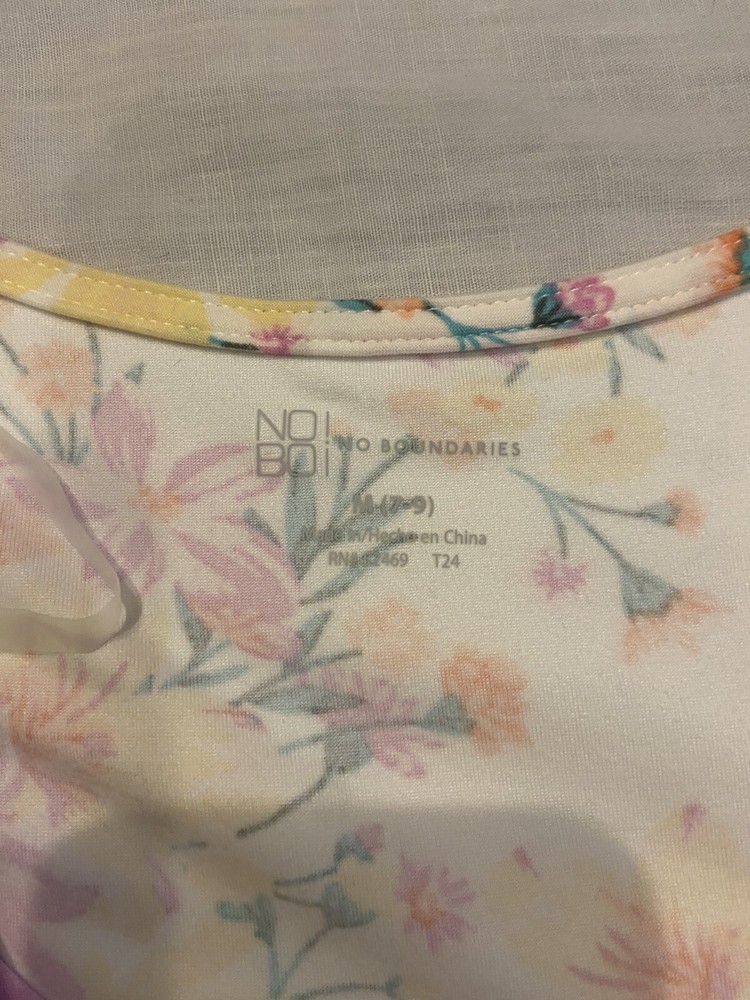 NO!
BO¡
NO BOUNDARIES
M (7-9)
Made in/Hecho en China
RN# 52469 T24